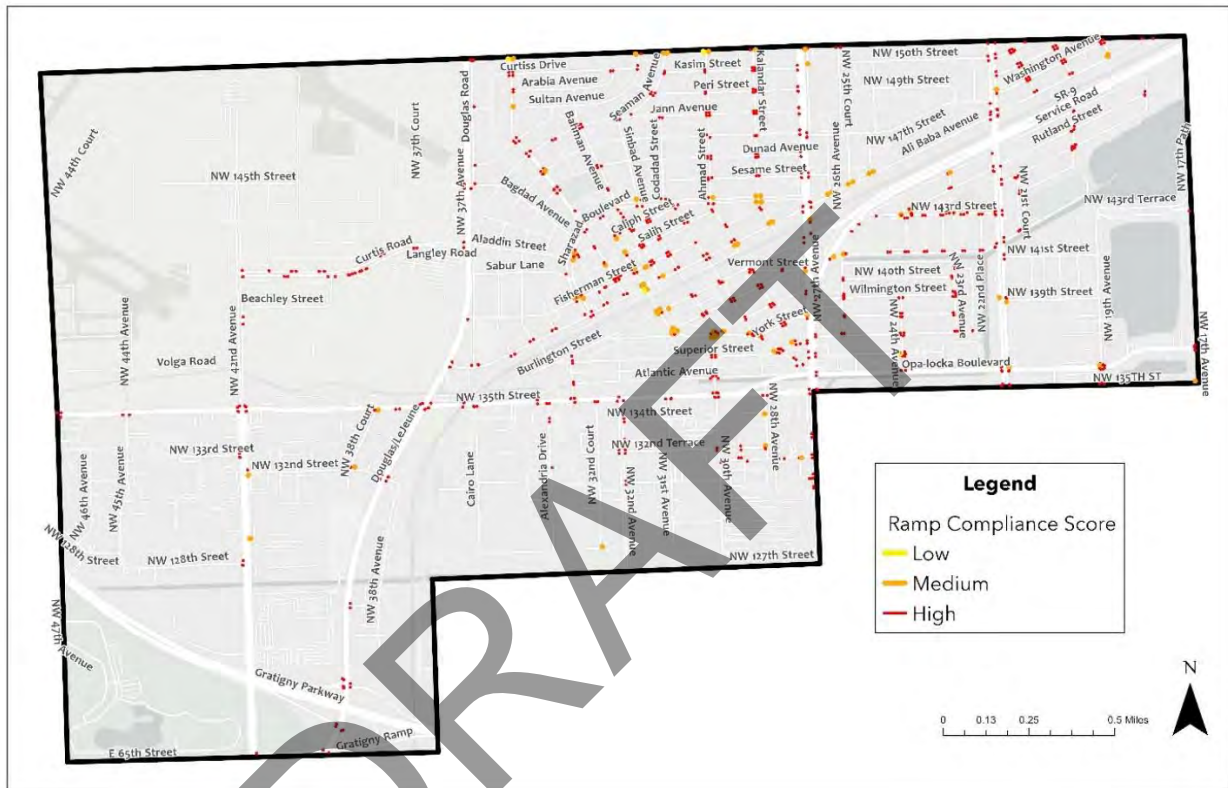 Curtiss Drive
Arabia Avenue
Sultan Avenue
Seaman Avenue
Kasim Street
Peri Street
Jann Avenue
Kalandar Street
NW 25th Court
NW 150th Street
NW 149th Street
NW 147th Street
Ali Baba Avenue
Washington Avenue
SR-9
Service Road
Rutland Street
NW 17th Path
NW 44th Court
NW 37th Court
Douglas Road
NW 37th Avenue
Bahman Avenue
Sinbad Avenue
Codadad Street
Ahmad Street
Dunad Avenue
Sesame Street
NW 26th Avenue
NW 145th Street
Bagdad Avenue
Sharazad Boulevard
Caliph Street
Salih Street
NW 143rd Street
NW 21st Court
NW 143rd Terrace
Curtis Road
Langley Road
Aladdin Street
Sabur Lane
Fisherman Street
Vermont Street
NW 27th Avenue
NW 141st Street
NW 140th Street
Wilmington Street
NW 23rd Avenue
NW 22nd Place
NW 139th Street
NW 19th Avenue
Beachley Street
NW 44th Avenue
NW 42nd Avenue
Volga Road
Burlington Street
York Street
Superior Street
Atlantic Avenue
NW 24th Avenue
Opa-locka Boulevard
NW 135TH ST
NW 17th Avenue
NW 135th Street
NW 134th Street
NW 28th Avenue
NW 38th Court
Douglas/LeJeune
NW 133rd Street
NW 132nd Street
NW 132nd Terrace
NW 46th Avenue
NW 45th Avenue
Cairo Lane
Alexandria Drive
NW 32nd Court
NW 32nd Avenue
NW 31st Avenue
NW 30th Avenue
NW 128th Street
NW 128th Sreet
NW 127th Street
NW 38th Avenue
NW 47th Avenue
Gratigny Parkway
Gratigny Ramp
E 65th Street
Legend
Ramp Compliance Score
Low
Medium
High
N
0 0.13 0.25 0.5 Miles
DRAFT